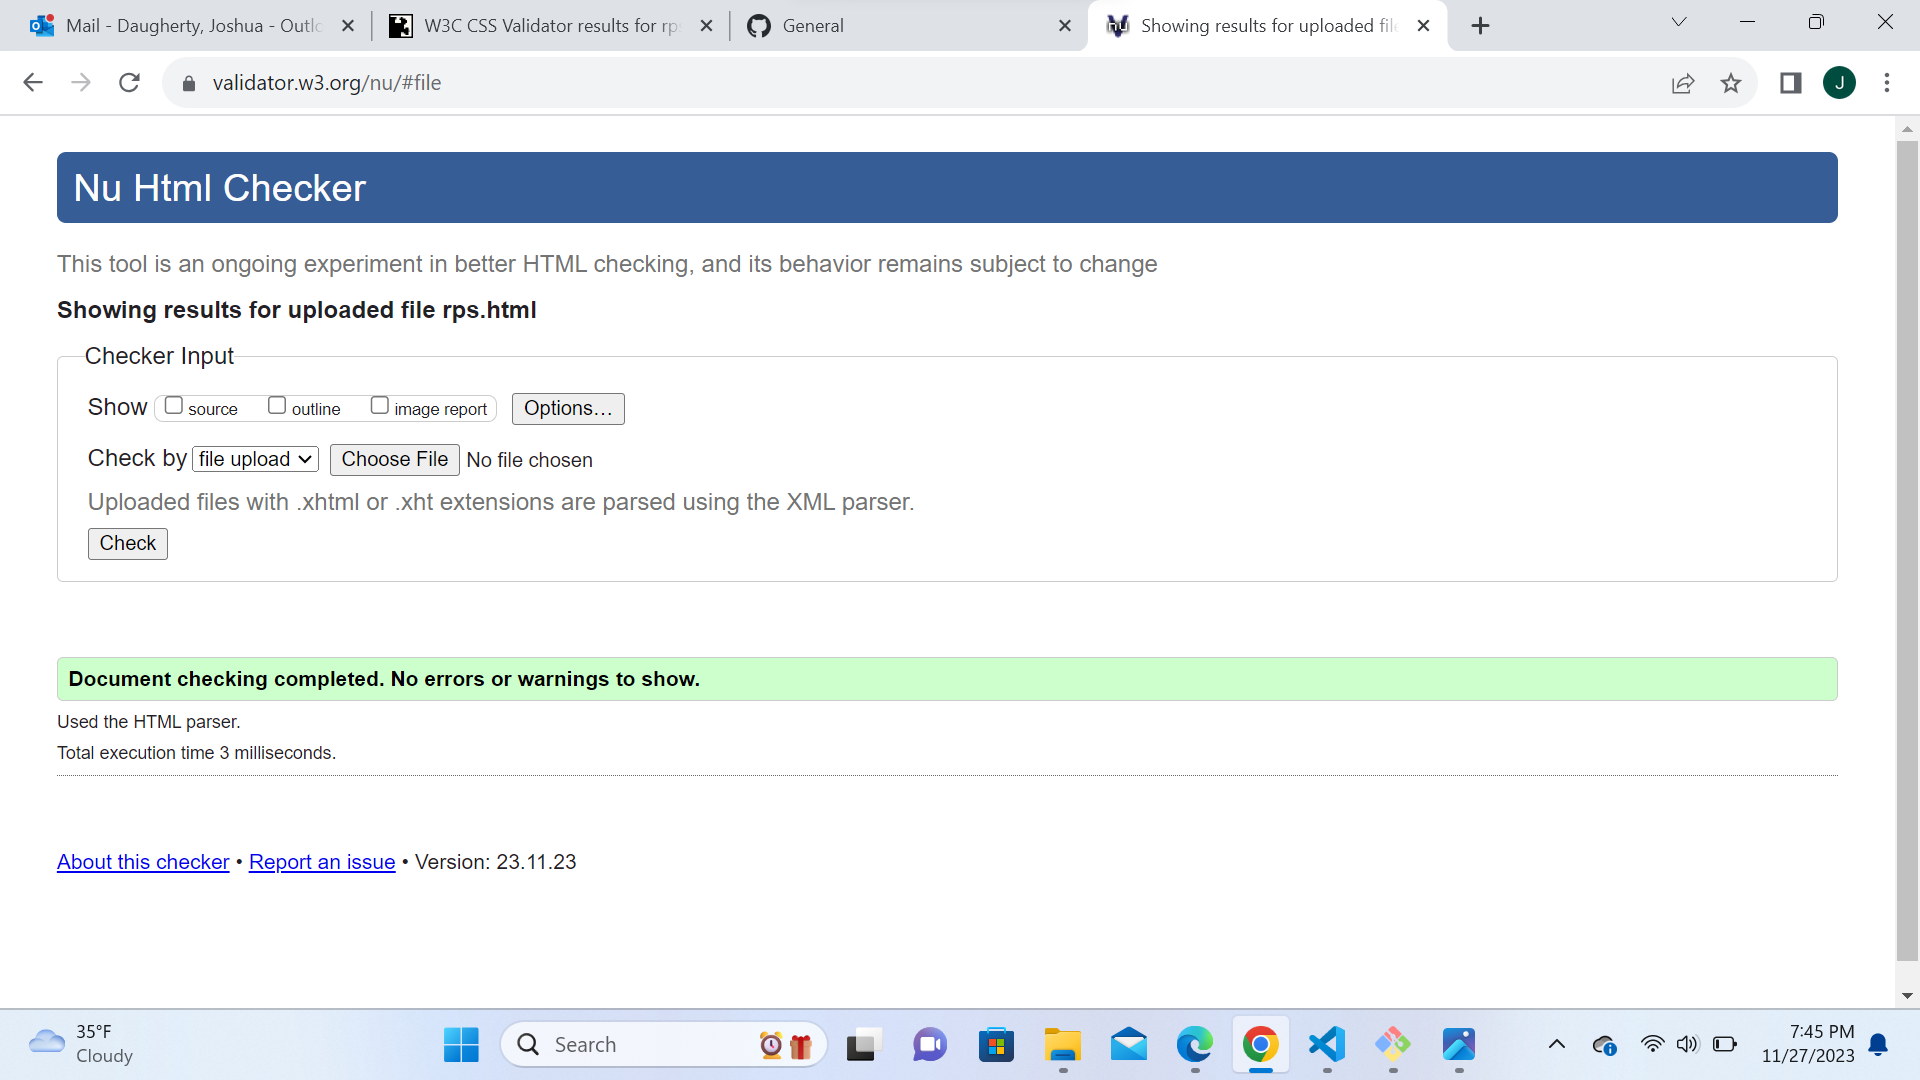 Mail - Daugherty, Joshua - Outlo
W3C CSS Validator results for rps
General
Showing results for uploaded file
validator.w3.org/nu/#file
J
Nu Html Checker
This tool is an ongoing experiment in better HTML checking, and its behavior remains subject to change
Showing results for uploaded file rps.html
Checker Input
Show source outline image report Options...
Check by file upload Choose File No file chosen
Uploaded files with .xhtml or .xht extensions are parsed using the XML parser.
Check
Document checking completed. No errors or warnings to show.
Used the HTML parser.
Total execution time 3 milliseconds.
About this checker • Report an issue • Version: 23.11.23
35°F
Cloudy
Search
7:45 PM
11/27/2023